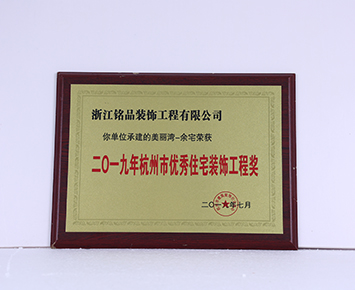 浙江铭品装饰工程有限公司
你单位承建的美丽湾-余宅荣获
二〇一九年杭州市优秀住宅装饰工程奖
二〇一九年七月